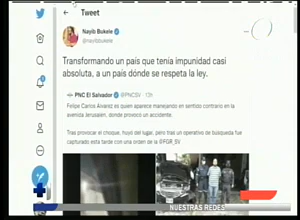 Tweet
Nayib Bukele
@nayibbukele
Transformando un país que tenía impunidad casi
absoluta, a un país dónde se respeta la ley.
PNC El Salvador @PNCSV · 13h
Felipe Carlos Alvarez es quien aparece manejando en sentido contrario en la
avenida Jerusalen, donde provocó un accidente.
Tras provocar el choque, huyó del lugar, pero tras un operativo de búsqueda fue
capturado esta tarde con una orden de la @FGR_SV
NUESTRAS REDES